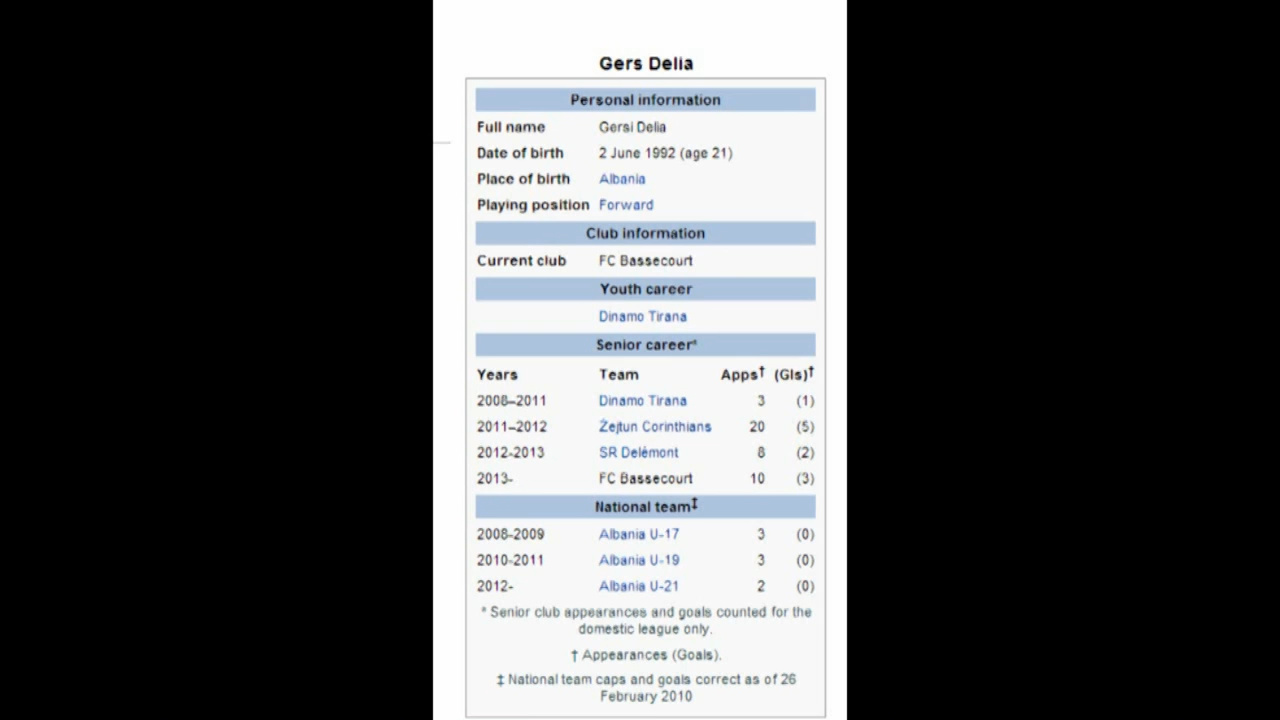 Gers Delia
Personal information
Full name Gersi Delia
Date of birth 2 June 1992 (age 21)
Place of birth Albania
Playing position Forward
Club information
Current club FC Bassecourt
Youth career
Dinamo Tirana
Senior career*
Years Team Apps† (Gls)†
2008–2011 Dinamo Tirana 3 (1)
2011–2012 Żejtun Corinthians 20 (5)
2012-2013 SR Delémont 8 (2)
2013- FC Bassecourt 10 (3)
National team‡
2008-2009 Albania U-17 3 (0)
2010-2011 Albania U-19 3 (0)
2012- Albania U-21 2 (0)
* Senior club appearances and goals counted for the
domestic league only.
† Appearances (Goals).
‡ National team caps and goals correct as of 26
February 2010